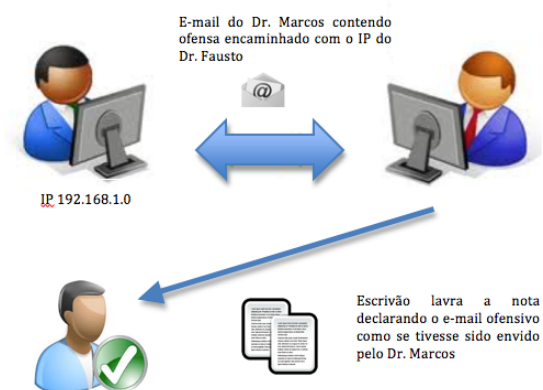 E-mail do Dr. Marcos contendo
ofensa encaminhado com o IP do
Dr. Fausto
@
IP 192.168.1.0
Escrivão lavra a nota
declarando o e-mail ofensivo
como se tivesse sido envido
pelo Dr. Marcos